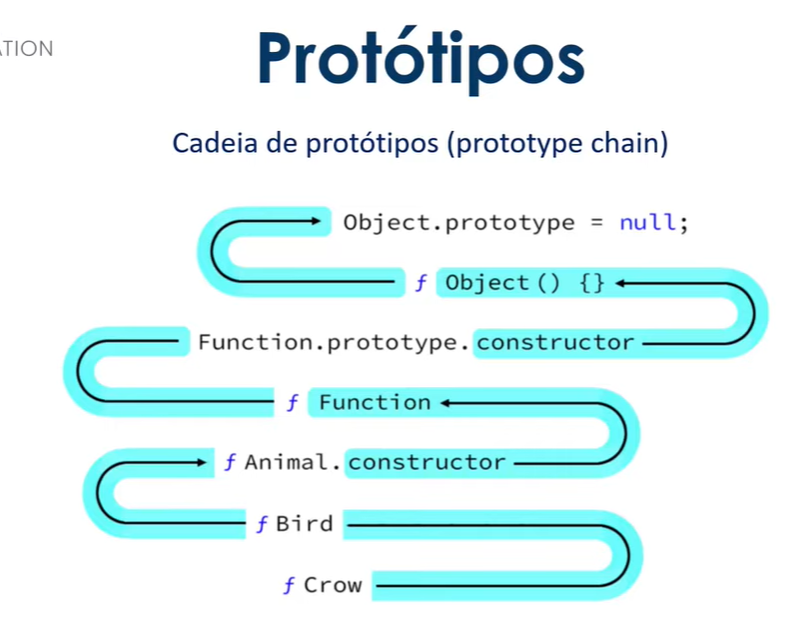 ATION
Protótipos
Cadeia de protótipos (prototype chain)
Object.prototype = null;
ƒ Object() {}
Function.prototype.constructor
ƒ Function
ƒ Animal.constructor
ƒ Bird
ƒ Crow